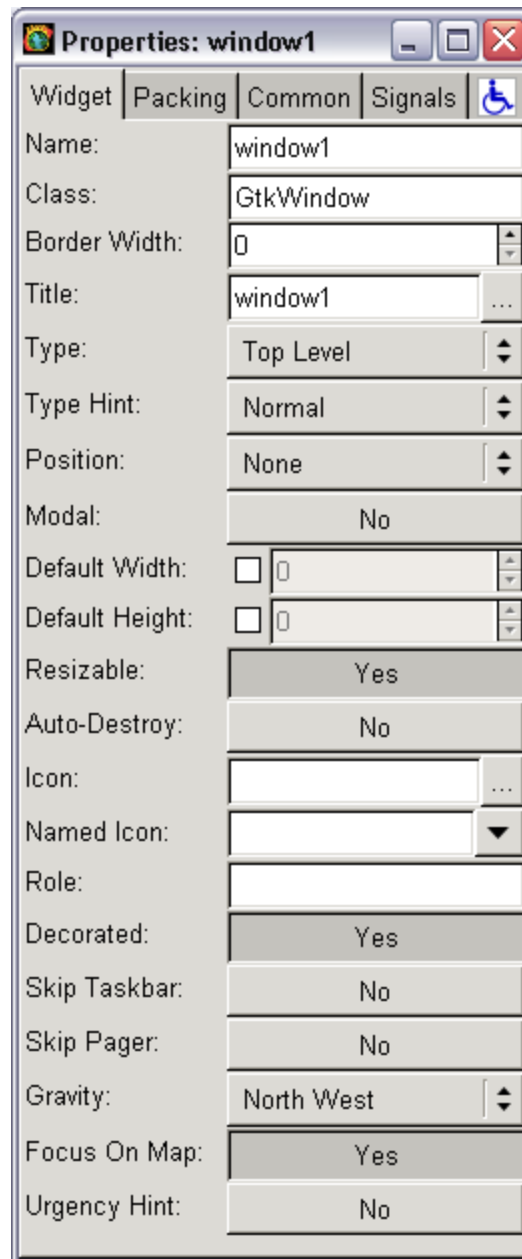 Properties: window1
Widget Packing Common Signals
Name: window1
Class: GtkWindow
Border Width: 0
Title: window1 ...
Type: Top Level
Type Hint: Normal
Position: None
Modal: No
Default Width: 0
Default Height: 0
Resizable: Yes
Auto-Destroy: No
Icon: ...
Named Icon:
Role:
Decorated: Yes
Skip Taskbar: No
Skip Pager: No
Gravity: North West
Focus On Map: Yes
Urgency Hint: No